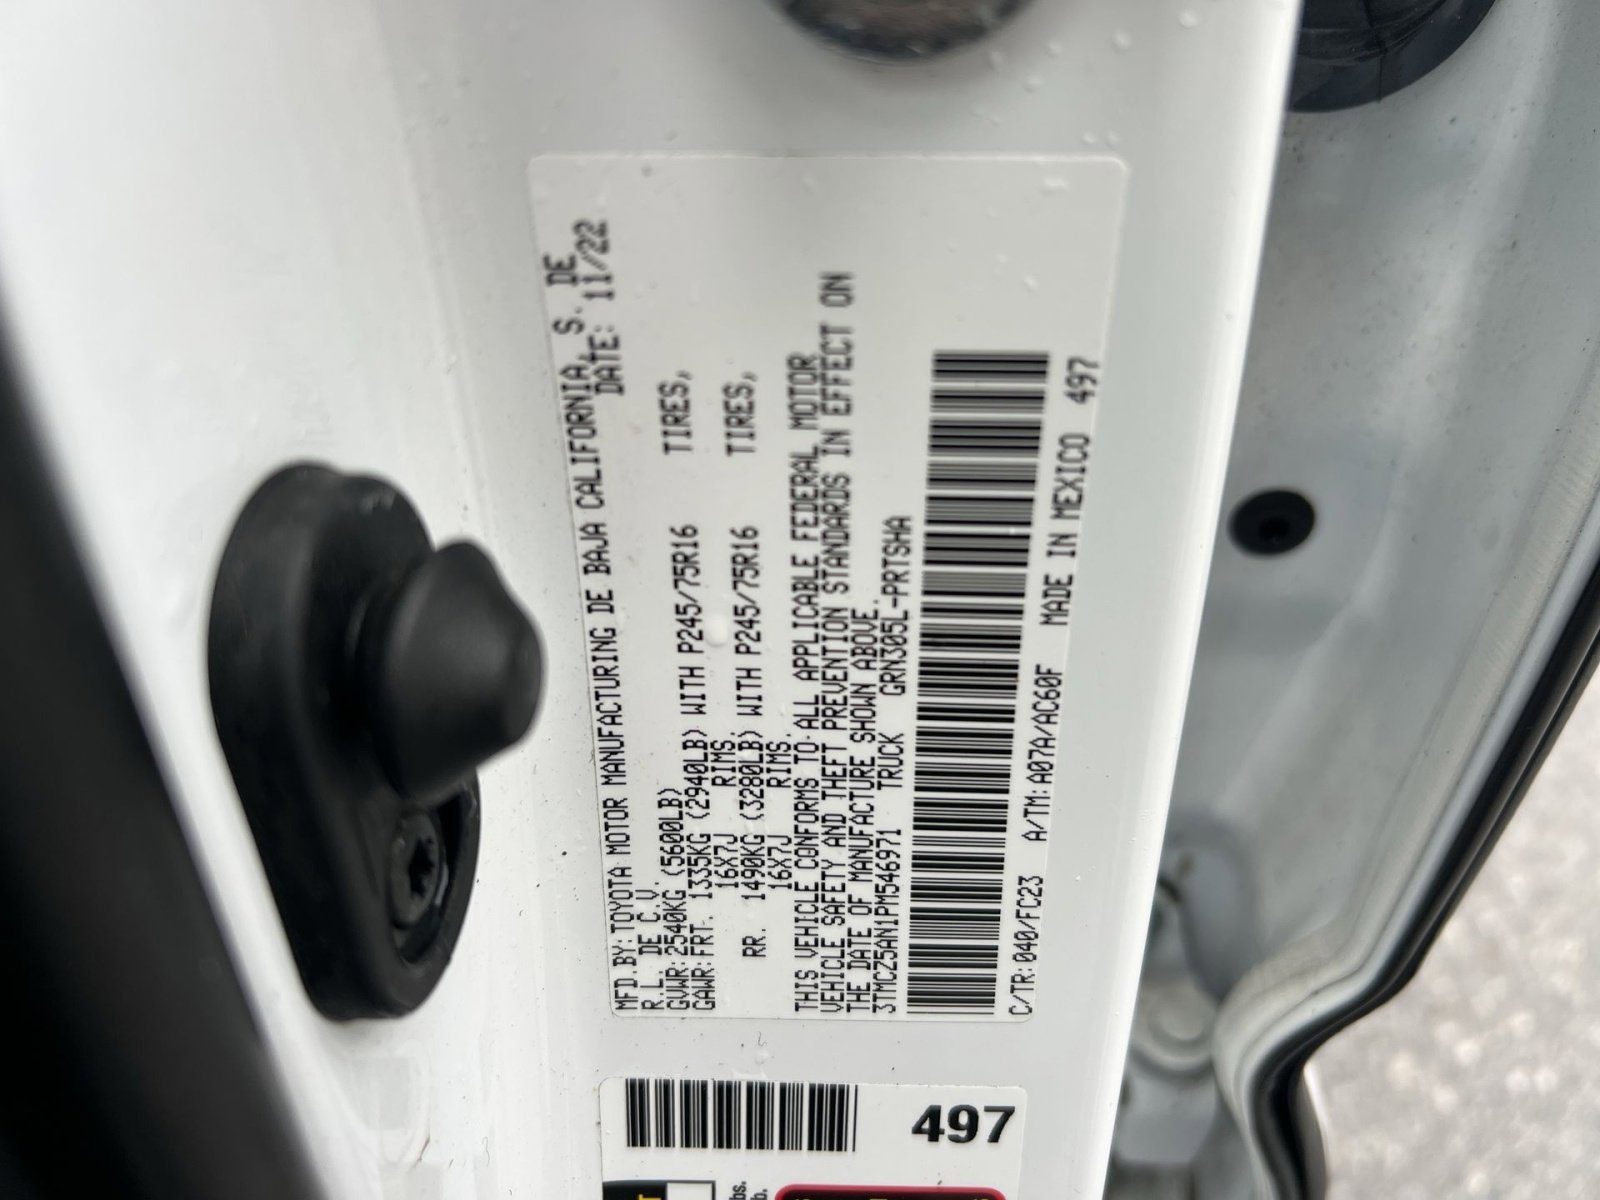 MFD.BY:TOYOTA MOTOR MANUFACTURING DE BAJA CALIFORNIA, S. DE
R.L. DE C.V. DATE: 11/22
GVWR:2540KG (5600LB)
GAWR:FRT. 1335KG (2940LB) WITH P245/75R16 TIRES,
16X7J RIMS,
RR. 1490KG (3280LB) WITH P245/75R16 TIRES,
16X7J RIMS.
THIS VEHICLE CONFORMS TO ALL APPLICABLE FEDERAL MOTOR
VEHICLE SAFETY AND THEFT PREVENTION STANDARDS IN EFFECT ON
THE DATE OF MANUFACTURE SHOWN ABOVE.
3TMCZ5AN1PM546971 TRUCK GRN305L-PRTSHA
C/TR:040/FC23 A/TM:A07A/AC60F MADE IN MEXICO 497
497